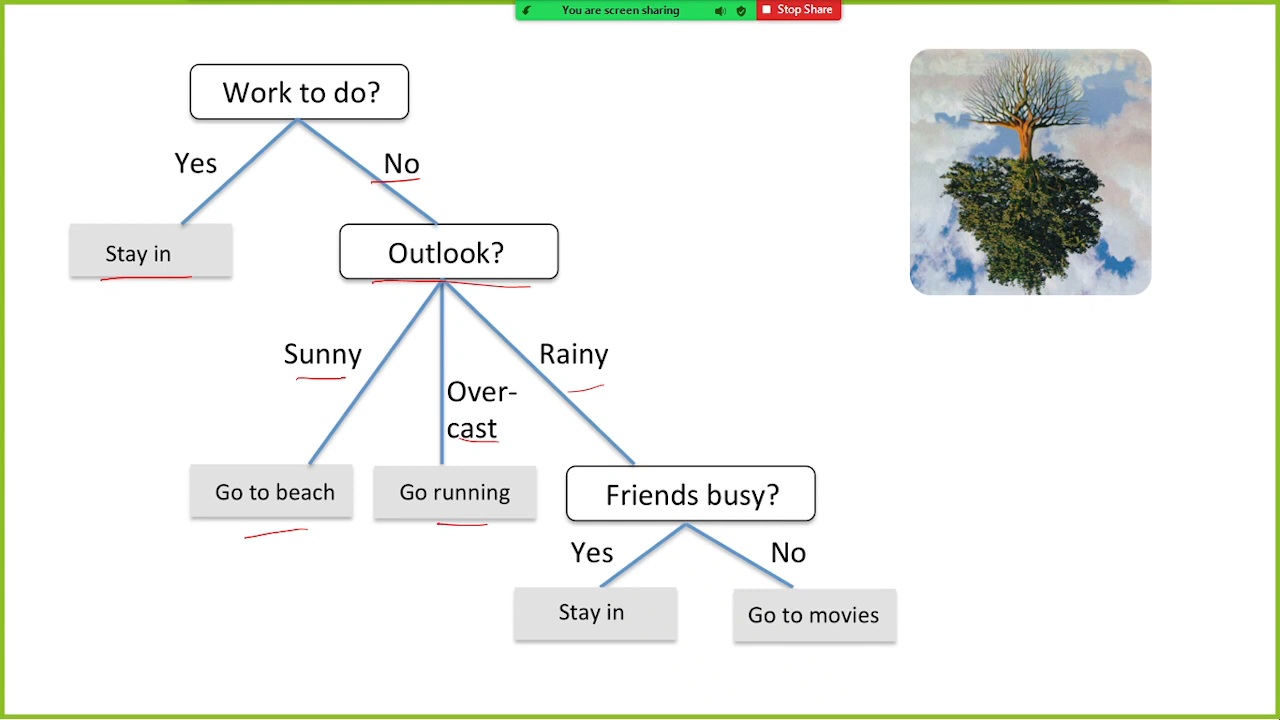 You are screen sharing
Stop Share
Work to do?
Yes
No
Stay in
Outlook?
Sunny
Rainy
Over-
cast
Go to beach
Go running
Friends busy?
Yes
No
Stay in
Go to movies